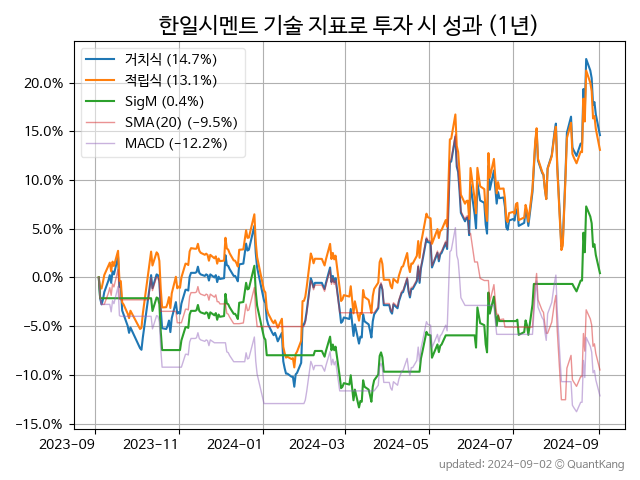 한일시멘트 기술 지표로 투자 시 성과 (1년)
거치식 (14.7%)
적립식 (13.1%)
SigM (0.4%)
SMA(20) (−9.5%)
MACD (−12.2%)
20.0%
15.0%
10.0%
5.0%
0.0%
−5.0%
−10.0%
−15.0%
2023-09 2023-11 2024-01 2024-03 2024-05 2024-07 2024-09
updated: 2024-09-02 © QuantKang